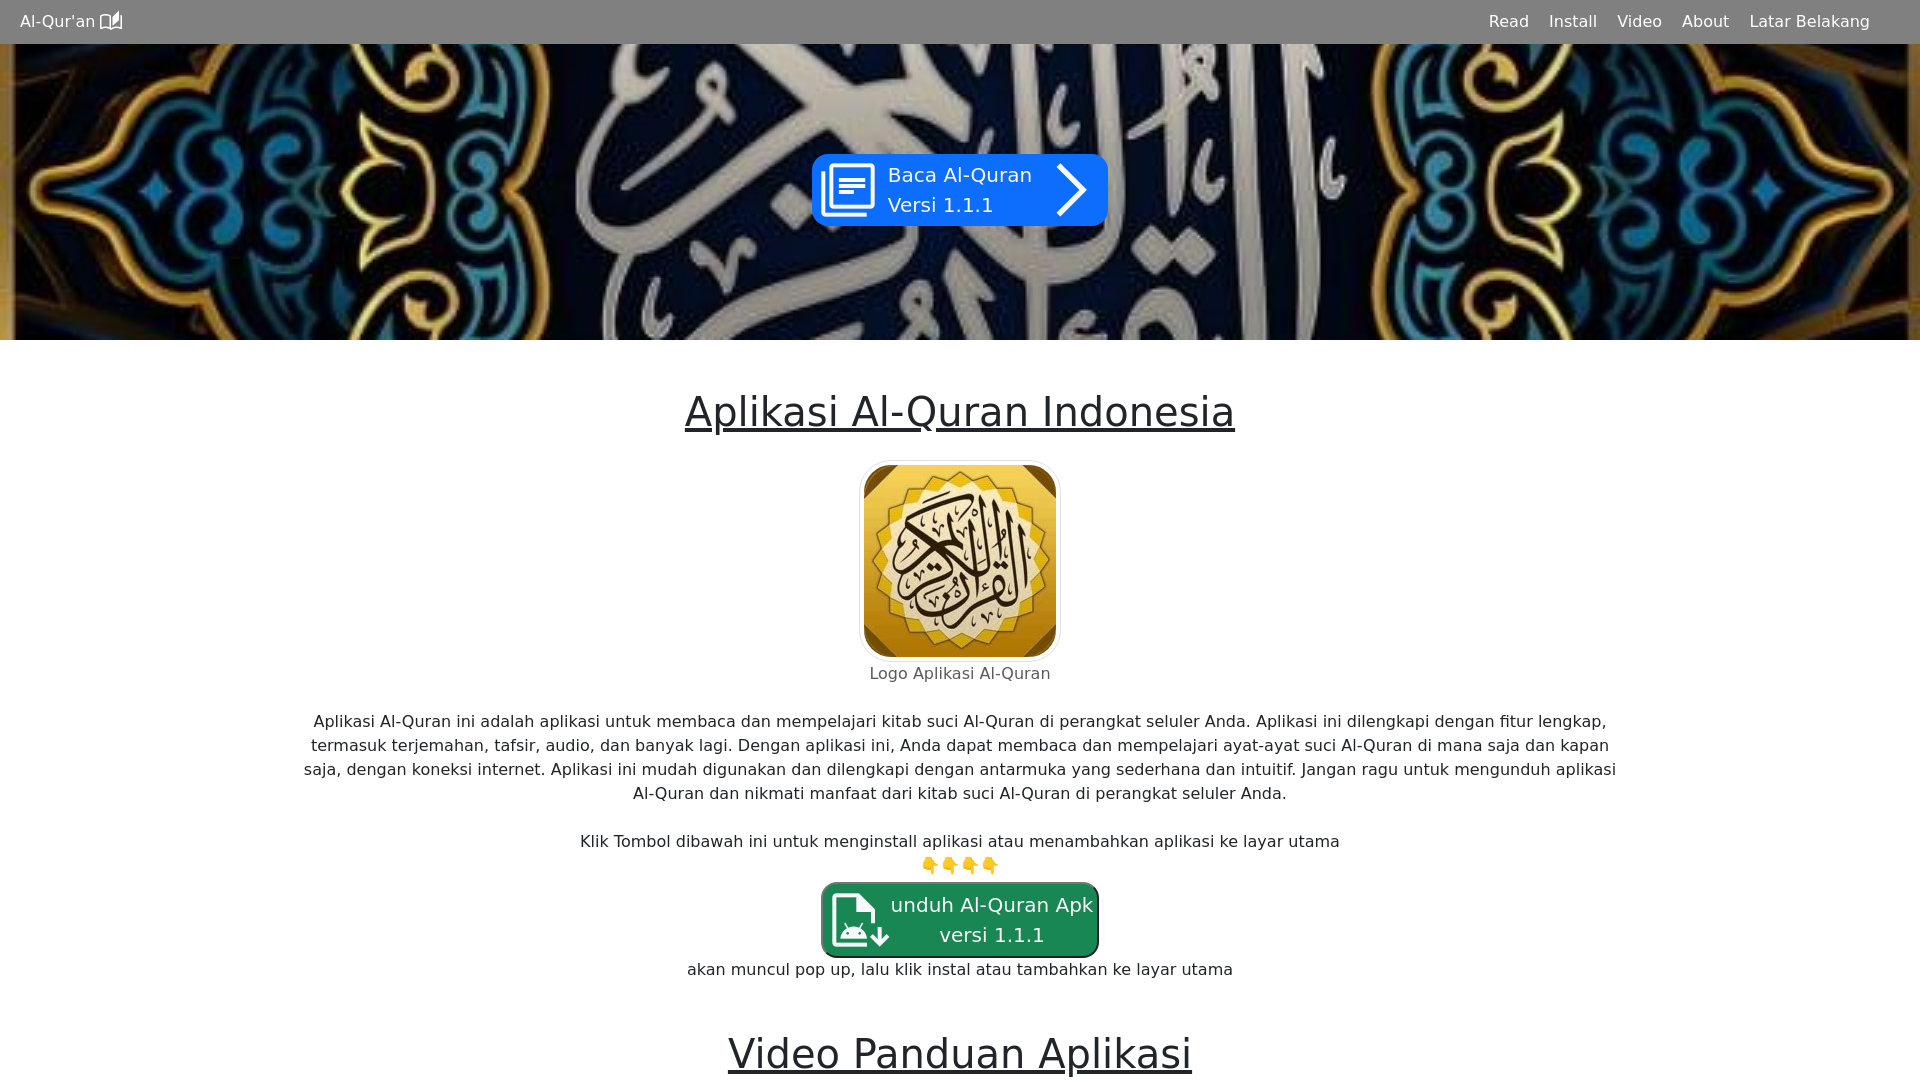 Al-Qur'an
Read Install Video About Latar Belakang
Baca Al-Quran
Versi 1.1.1
Aplikasi Al-Quran Indonesia
القرآن الكريم
Logo Aplikasi Al-Quran
Aplikasi Al-Quran ini adalah aplikasi untuk membaca dan mempelajari kitab suci Al-Quran di perangkat seluler Anda. Aplikasi ini dilengkapi dengan fitur lengkap,
termasuk terjemahan, tafsir, audio, dan banyak lagi. Dengan aplikasi ini, Anda dapat membaca dan mempelajari ayat-ayat suci Al-Quran di mana saja dan kapan
saja, dengan koneksi internet. Aplikasi ini mudah digunakan dan dilengkapi dengan antarmuka yang sederhana dan intuitif. Jangan ragu untuk mengunduh aplikasi
Al-Quran dan nikmati manfaat dari kitab suci Al-Quran di perangkat seluler Anda.
Klik Tombol dibawah ini untuk menginstall aplikasi atau menambahkan aplikasi ke layar utama
👇👇👇👇
unduh Al-Quran Apk
versi 1.1.1
akan muncul pop up, lalu klik instal atau tambahkan ke layar utama
Video Panduan Aplikasi